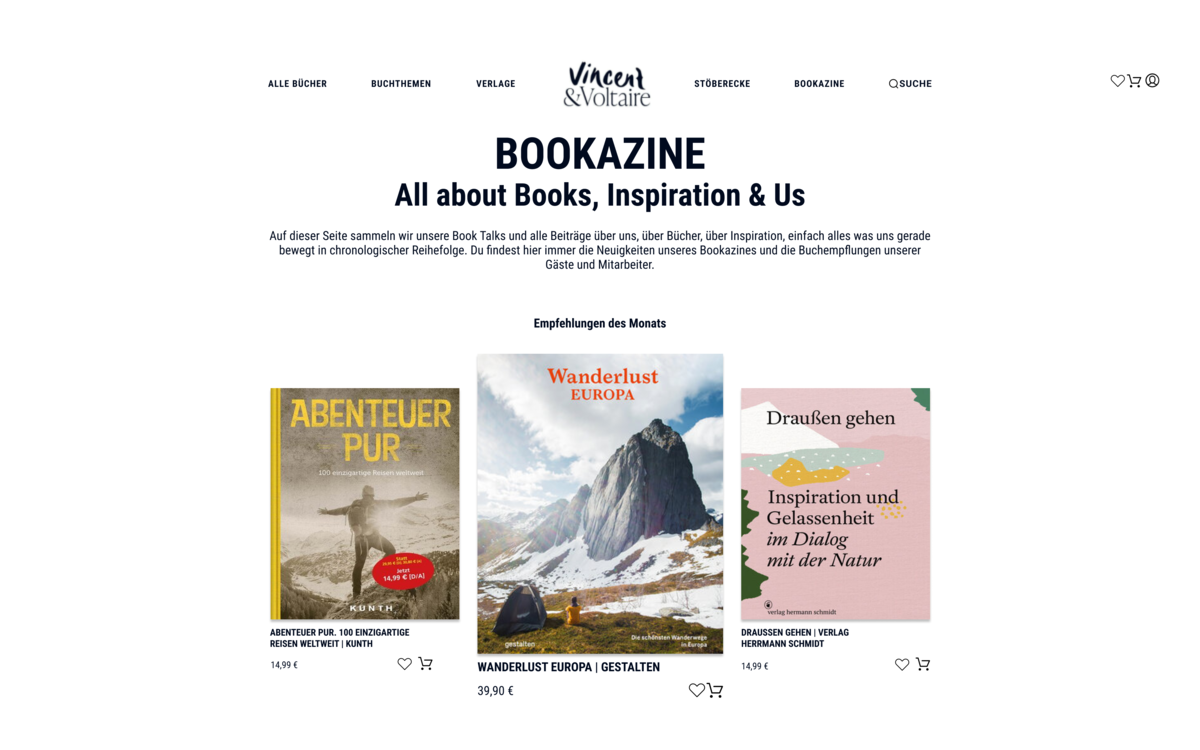 ALLE BÜCHER
BUCHTHEMEN
VERLAGE
Vincent
&Voltaire
STÖBERECKE
BOOKAZINE
SUCHE
BOOKAZINE
All about Books, Inspiration & Us
Auf dieser Seite sammeln wir unsere Book Talks und alle Beiträge über uns, über Bücher, über Inspiration, einfach alles was uns gerade
bewegt in chronologischer Reihefolge. Du findest hier immer die Neuigkeiten unseres Bookazines und die Buchempflungen unserer
Gäste und Mitarbeiter.
Empfehlungen des Monats
ABENTEUER
PUR
100 einzigartige Reisen weltweit
Statt
Jetzt
14,99 € [D/A]
KUNTH
ABENTEUER PUR. 100 EINZIGARTIGE
REISEN WELTWEIT | KUNTH
14,99 €
Wanderlust
EUROPA
gestalten
Die schönsten Wanderwege
in Europa
WANDERLUST EUROPA | GESTALTEN
39,90 €
Draußen gehen
Inspiration und
Gelassenheit
im Dialog
mit der Natur
verlag hermann schmidt
DRAUSSEN GEHEN | VERLAG
HERRMANN SCHMIDT
14,99 €